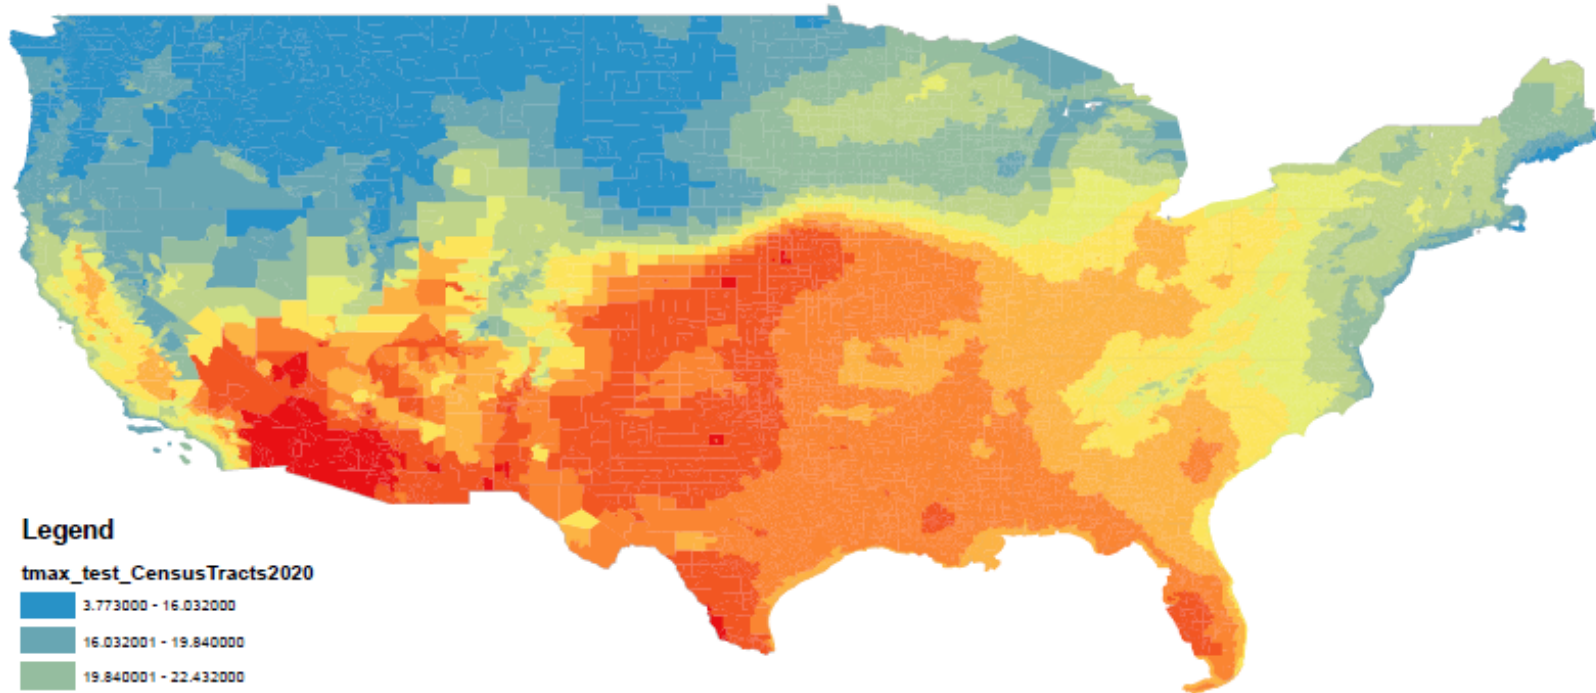 Legend
tmax_test_CensusTracts2020
3.773000 - 16.032000
16.032001 - 19.840000
19.840001 - 22.432000